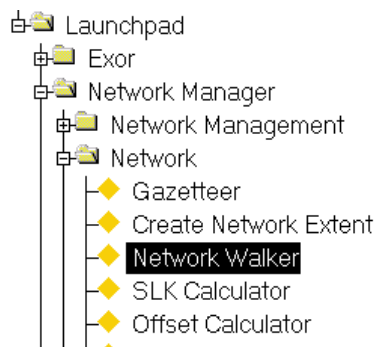 Launchpad
Exor
Network Manager
Network Management
Network
Gazetteer
Create Network Extent
Network Walker
SLK Calculator
Offset Calculator